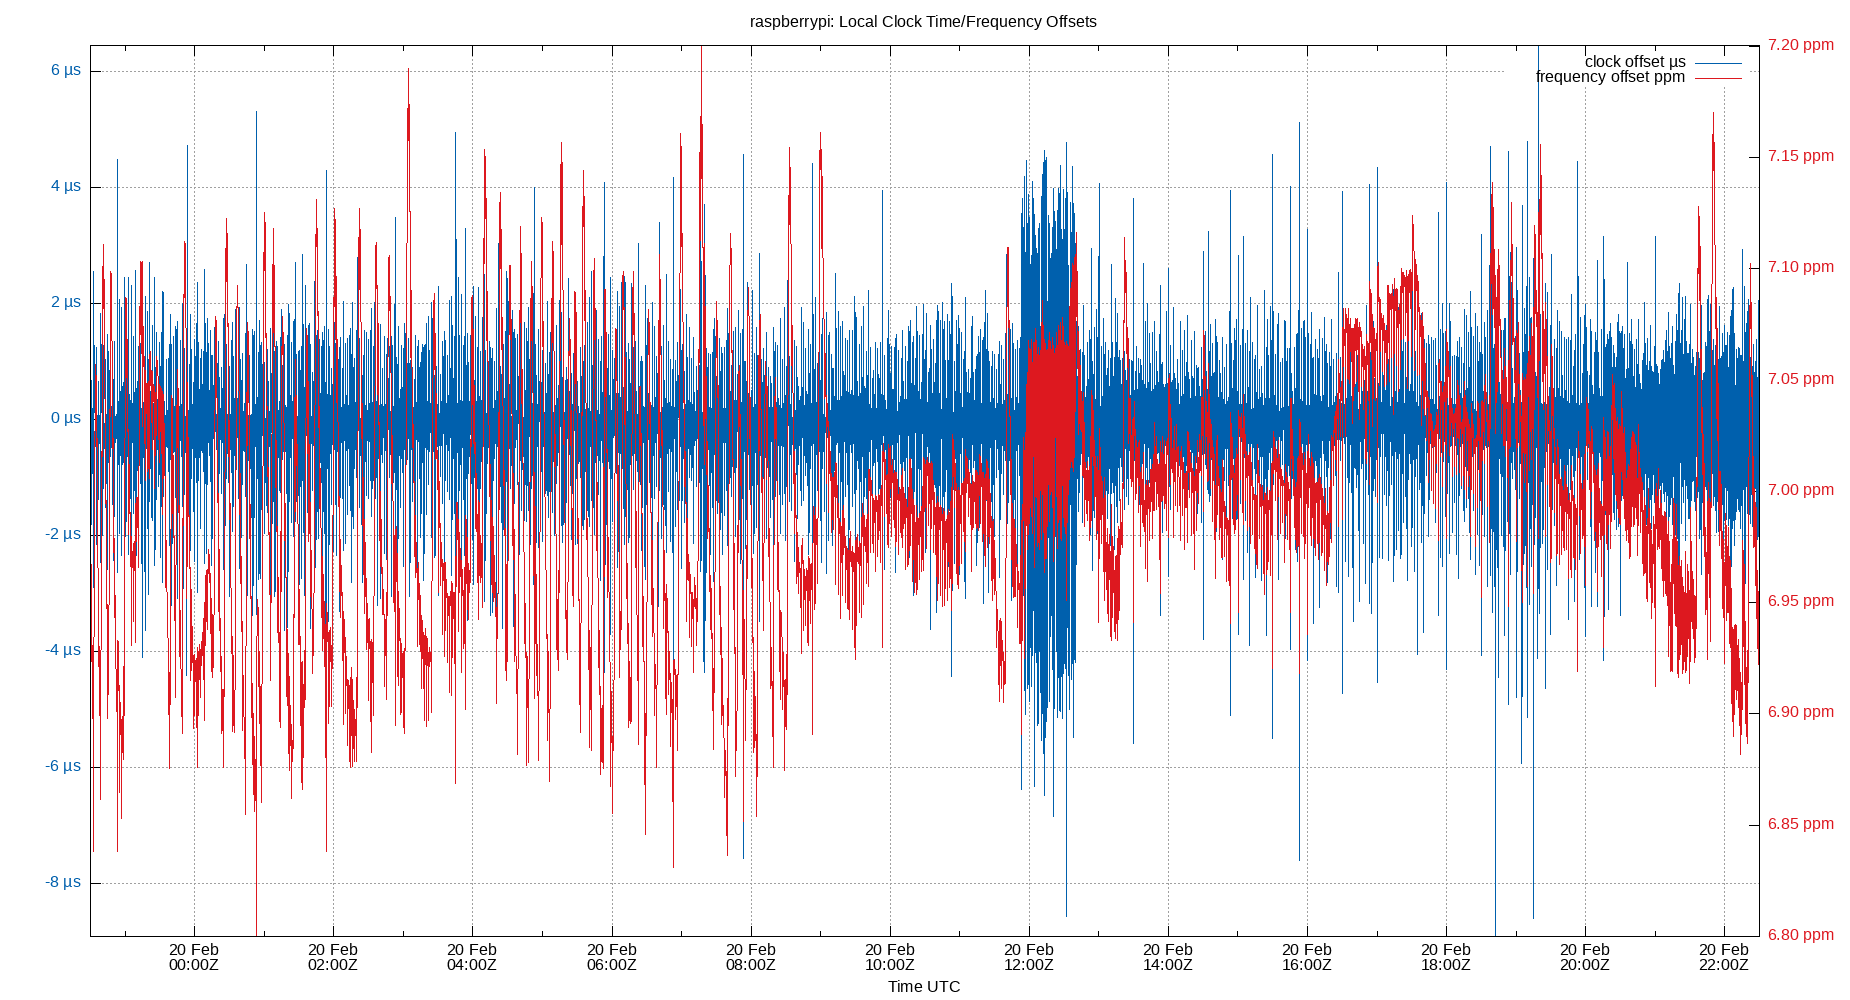 raspberrypi: Local Clock Time/Frequency Offsets
clock offset µs
frequency offset ppm
6 µs
4 µs
2 µs
0 µs
-2 µs
-4 µs
-6 µs
-8 µs
7.20 ppm
7.15 ppm
7.10 ppm
7.05 ppm
7.00 ppm
6.95 ppm
6.90 ppm
6.85 ppm
6.80 ppm
20 Feb
00:00Z
20 Feb
02:00Z
20 Feb
04:00Z
20 Feb
06:00Z
20 Feb
08:00Z
20 Feb
10:00Z
20 Feb
12:00Z
20 Feb
14:00Z
20 Feb
16:00Z
20 Feb
18:00Z
20 Feb
20:00Z
20 Feb
22:00Z
Time UTC